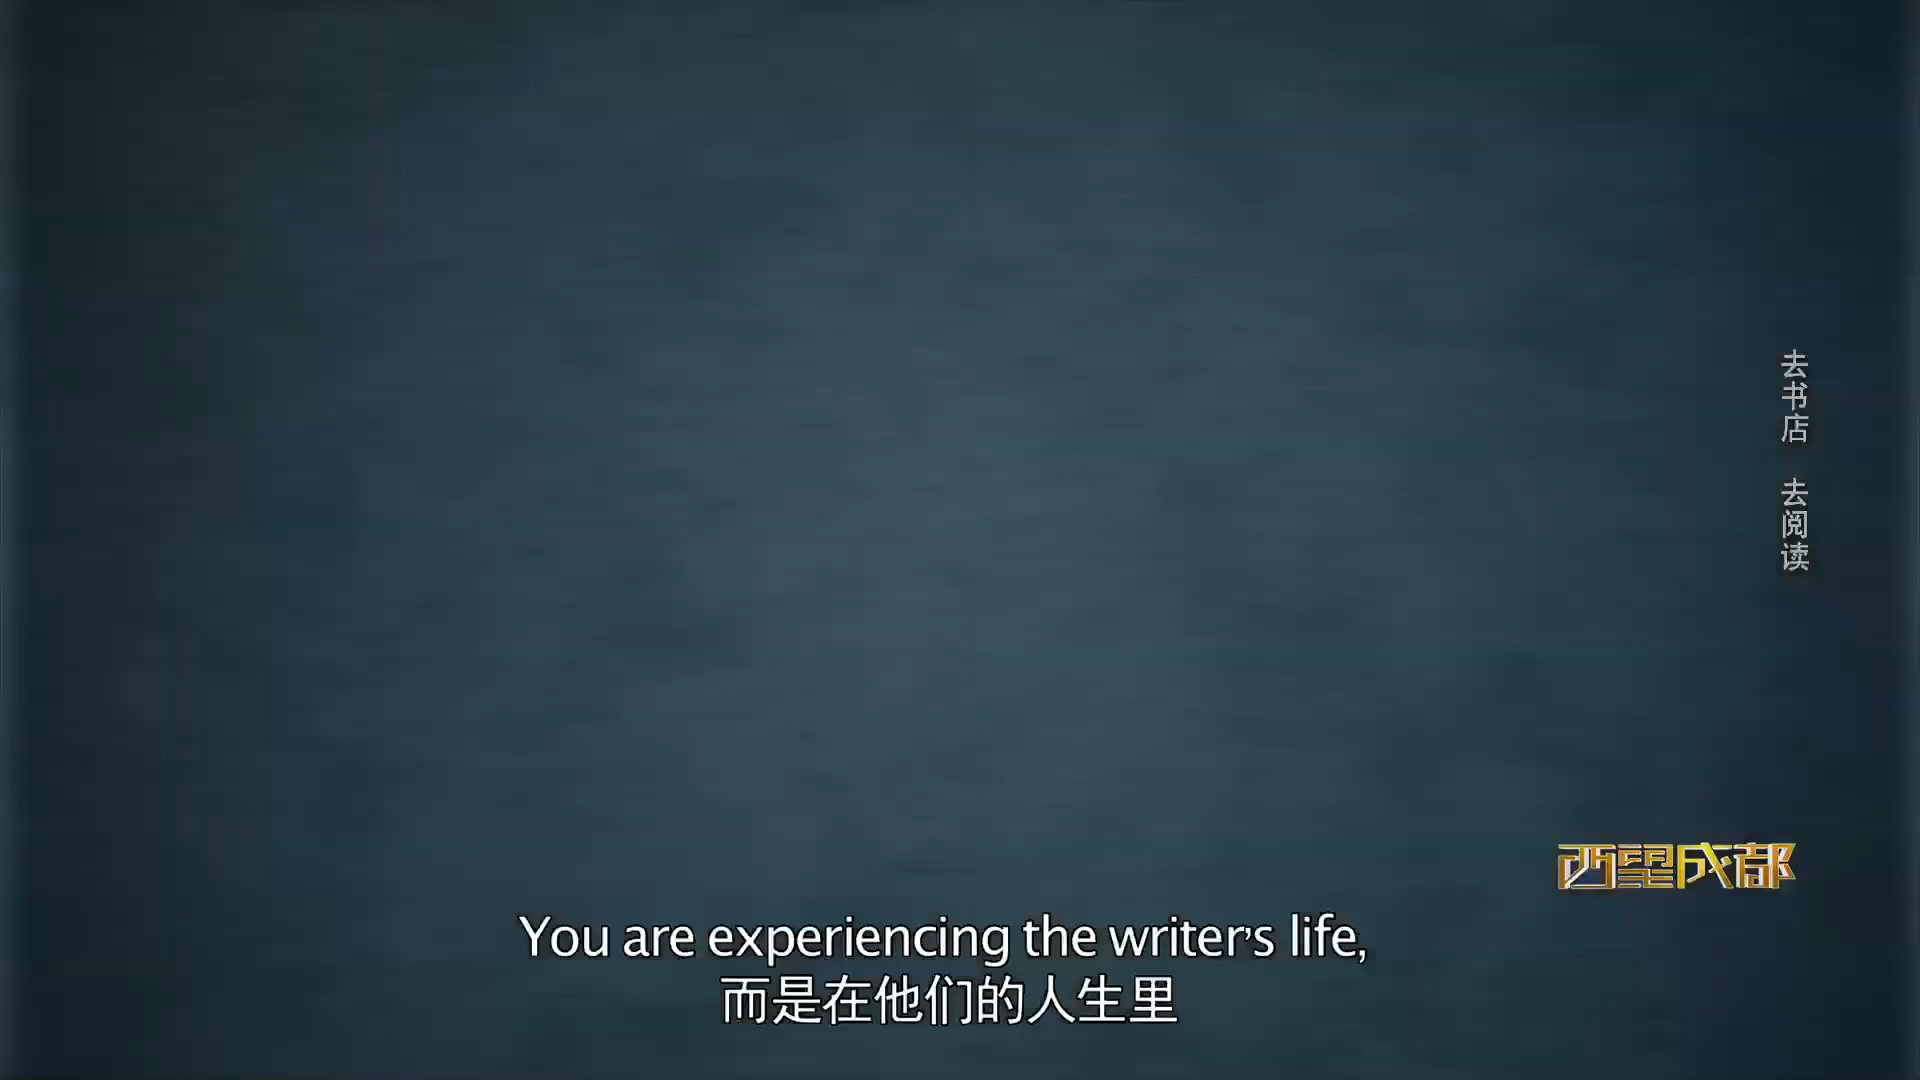 去书店 去阅读
西望成都
You are experiencing the writer's life,
而是在他们的人生里